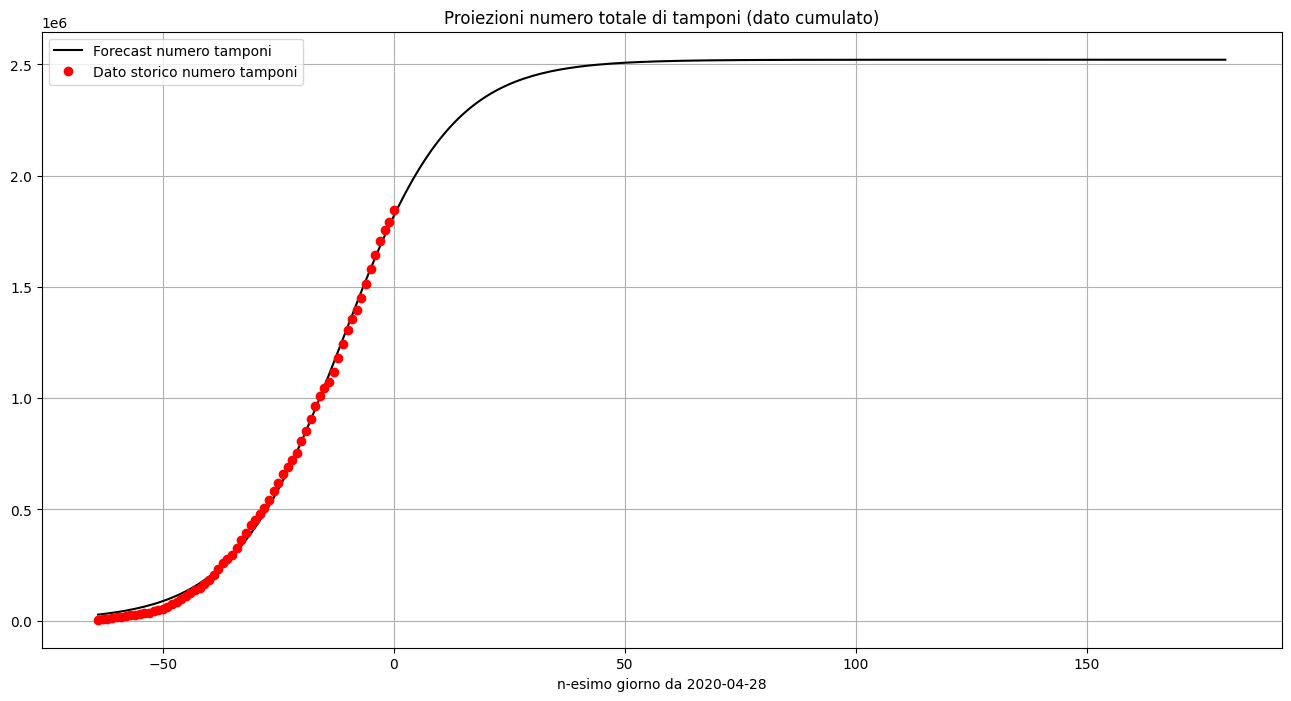 Proiezioni numero totale di tamponi (dato cumulato)
1e6
Forecast numero tamponi
Dato storico numero tamponi
2.5
2.0
1.5
1.0
0.5
0.0
−50 0 50 100 150
n-esimo giorno da 2020-04-28